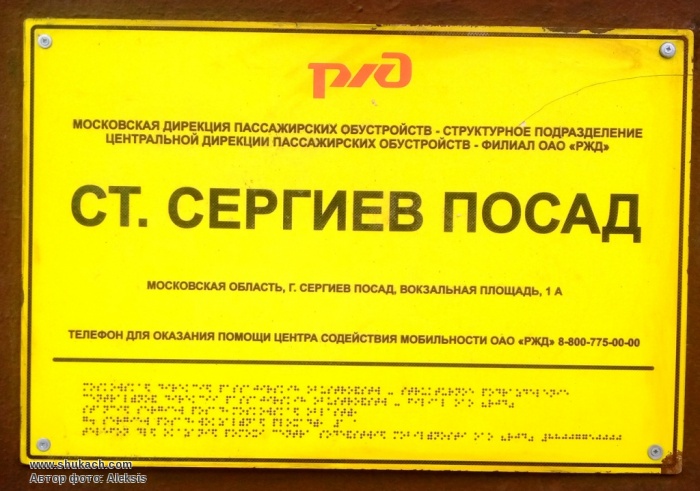 РЖД
МОСКОВСКАЯ ДИРЕКЦИЯ ПАССАЖИРСКИХ ОБУСТРОЙСТВ - СТРУКТУРНОЕ ПОДРАЗДЕЛЕНИЕ
ЦЕНТРАЛЬНОЙ ДИРЕКЦИИ ПАССАЖИРСКИХ ОБУСТРОЙСТВ - ФИЛИАЛ ОАО «РЖД»
СТ. СЕРГИЕВ ПОСАД
МОСКОВСКАЯ ОБЛАСТЬ, Г. СЕРГИЕВ ПОСАД, ВОКЗАЛЬНАЯ ПЛОЩАДЬ, 1 А
ТЕЛЕФОН ДЛЯ ОКАЗАНИЯ ПОМОЩИ ЦЕНТРА СОДЕЙСТВИЯ МОБИЛЬНОСТИ ОАО «РЖД» 8-800-775-00-00
www.shukach.com
Автор фото: Aleksis